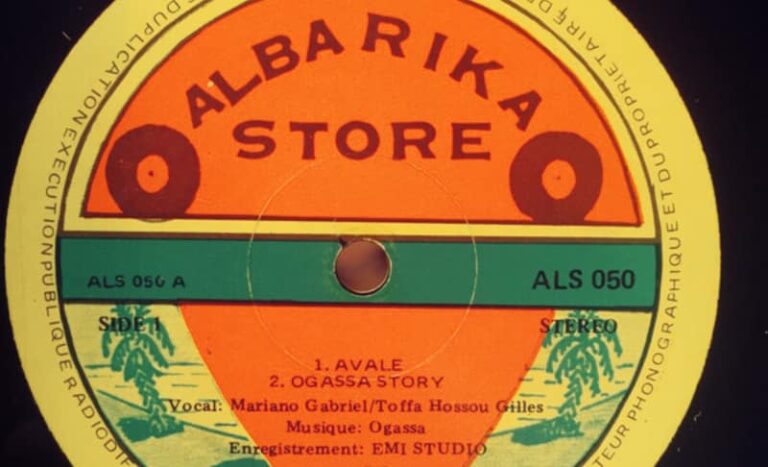 ALBARIKA
STORE
ALS 050 A
ALS 050
SIDE 1
STEREO
1. AVALE
2. OGASSA STORY
Vocal: Mariano Gabriel/Toffa Hossou Gilles
Musique: Ogassa
Enregistrement: EMI STUDIO
DUPLICATION EXECUTION PUBLIQUE RADIODIF
TEUR PHONOGRAPHIQUE ET DU PROPRIETAIRE DE